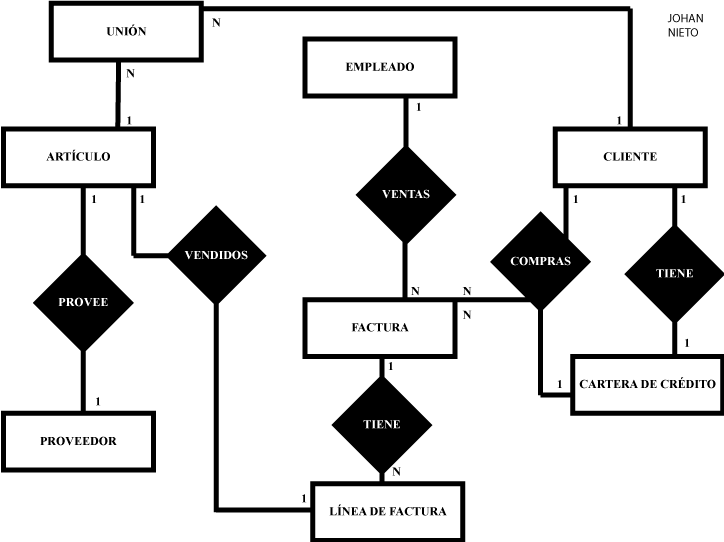 JOHAN
NIETO
UNIÓN
N
N
EMPLEADO
1
1
1
ARTÍCULO
CLIENTE
1
1
VENTAS
1
1
VENDIDOS
COMPRAS
TIENE
PROVEE
N
N
FACTURA
N
1
1
1
CARTERA DE CRÉDITO
1
TIENE
PROVEEDOR
N
1
LÍNEA DE FACTURA